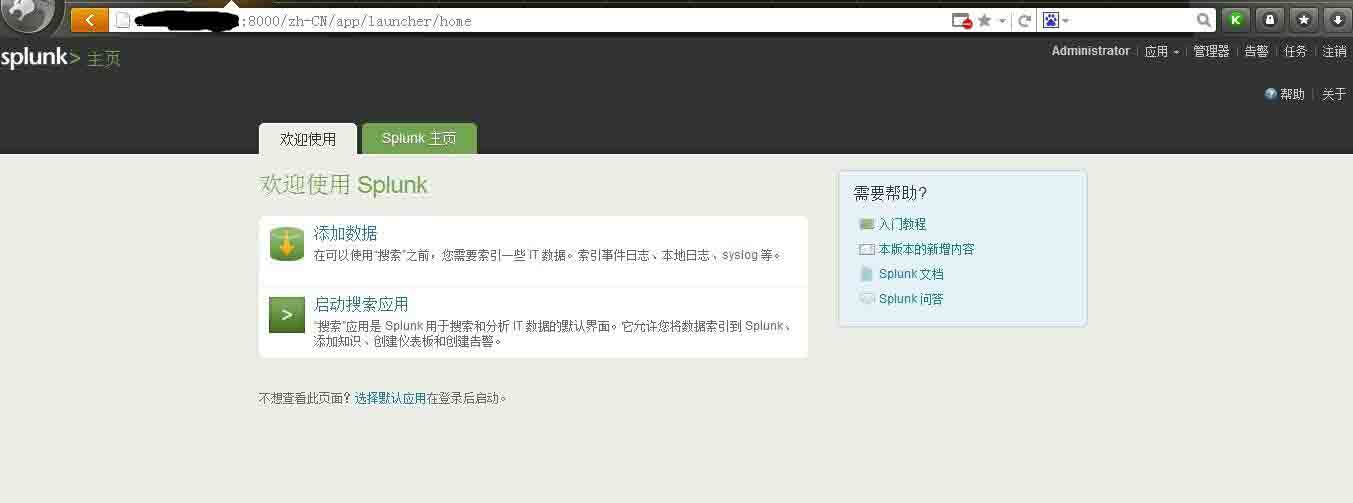 :8000/zh-CN/app/launcher/home
splunk> 主页
Administrator | 应用 | 管理器 | 告警 | 任务 | 注销
帮助 | 关于
欢迎使用 Splunk 主页
欢迎使用 Splunk
添加数据
在可以使用“搜索”之前，您需要索引一些 IT 数据。索引事件日志、本地日志、syslog 等。
启动搜索应用
“搜索”应用是 Splunk 用于搜索和分析 IT 数据的默认界面。它允许您将数据索引到 Splunk、
添加知识、创建仪表板和创建告警。
不想查看此页面？选择默认应用在登录后启动。
需要帮助？
入门教程
本版本的新增内容
Splunk 文档
Splunk 问答